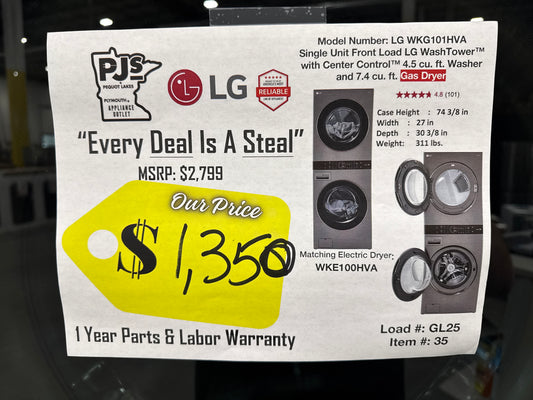 PJ's
PEQUOT LAKES
PLYMOUTH
APPLIANCE
OUTLET
LG
RELIABLE
Model Number: LG WKG101HVA
Single Unit Front Load LG WashTower™
with Center Control™ 4.5 cu. ft. Washer
and 7.4 cu. ft. Gas Dryer
4.8 (101)
Case Height : 74 3/8 in
Width : 27 in
Depth : 30 3/8 in
Weight: 311 lbs.
"Every Deal Is A Steal"
MSRP: $2,799
Our Price
$1,350
Matching Electric Dryer:
WKE100HVA
1 Year Parts & Labor Warranty
Load #: GL25
Item #: 35